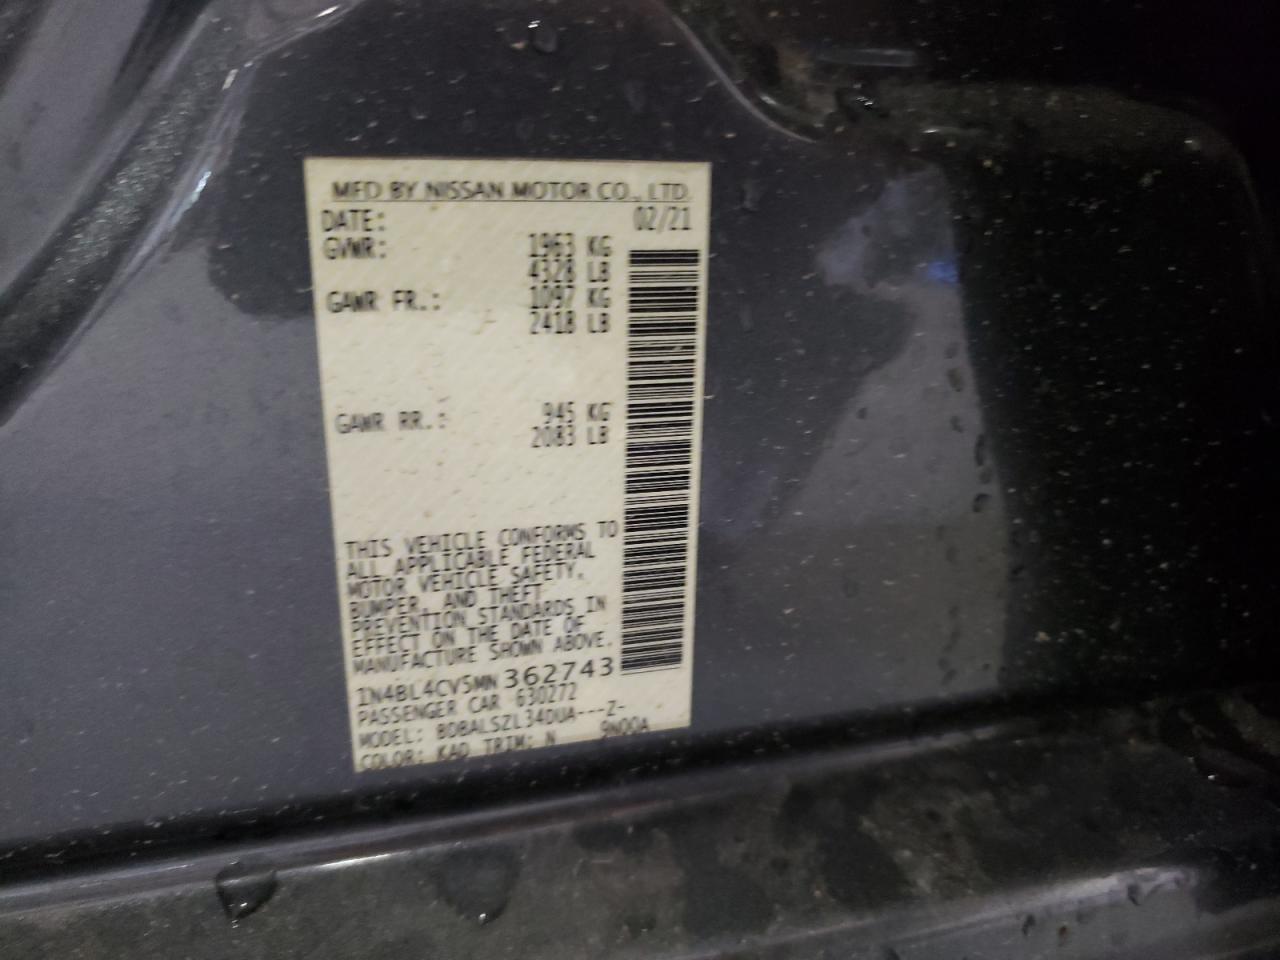 MFD BY NISSAN MOTOR CO., LTD.
DATE: 02/21
GVWR: 1963 KG
4328 LB
GAWR FR.: 1097 KG
2418 LB
GAWR RR.: 945 KG
2083 LB
THIS VEHICLE CONFORMS TO
ALL APPLICABLE FEDERAL
MOTOR VEHICLE SAFETY,
BUMPER, AND THEFT
PREVENTION STANDARDS IN
EFFECT ON THE DATE OF
MANUFACTURE SHOWN ABOVE.
1N4BL4CV5MN362743
PASSENGER CAR 630272
MODEL: BDBALSZL34DUA---Z-
COLOR: KAD TRIM: N 9N00A